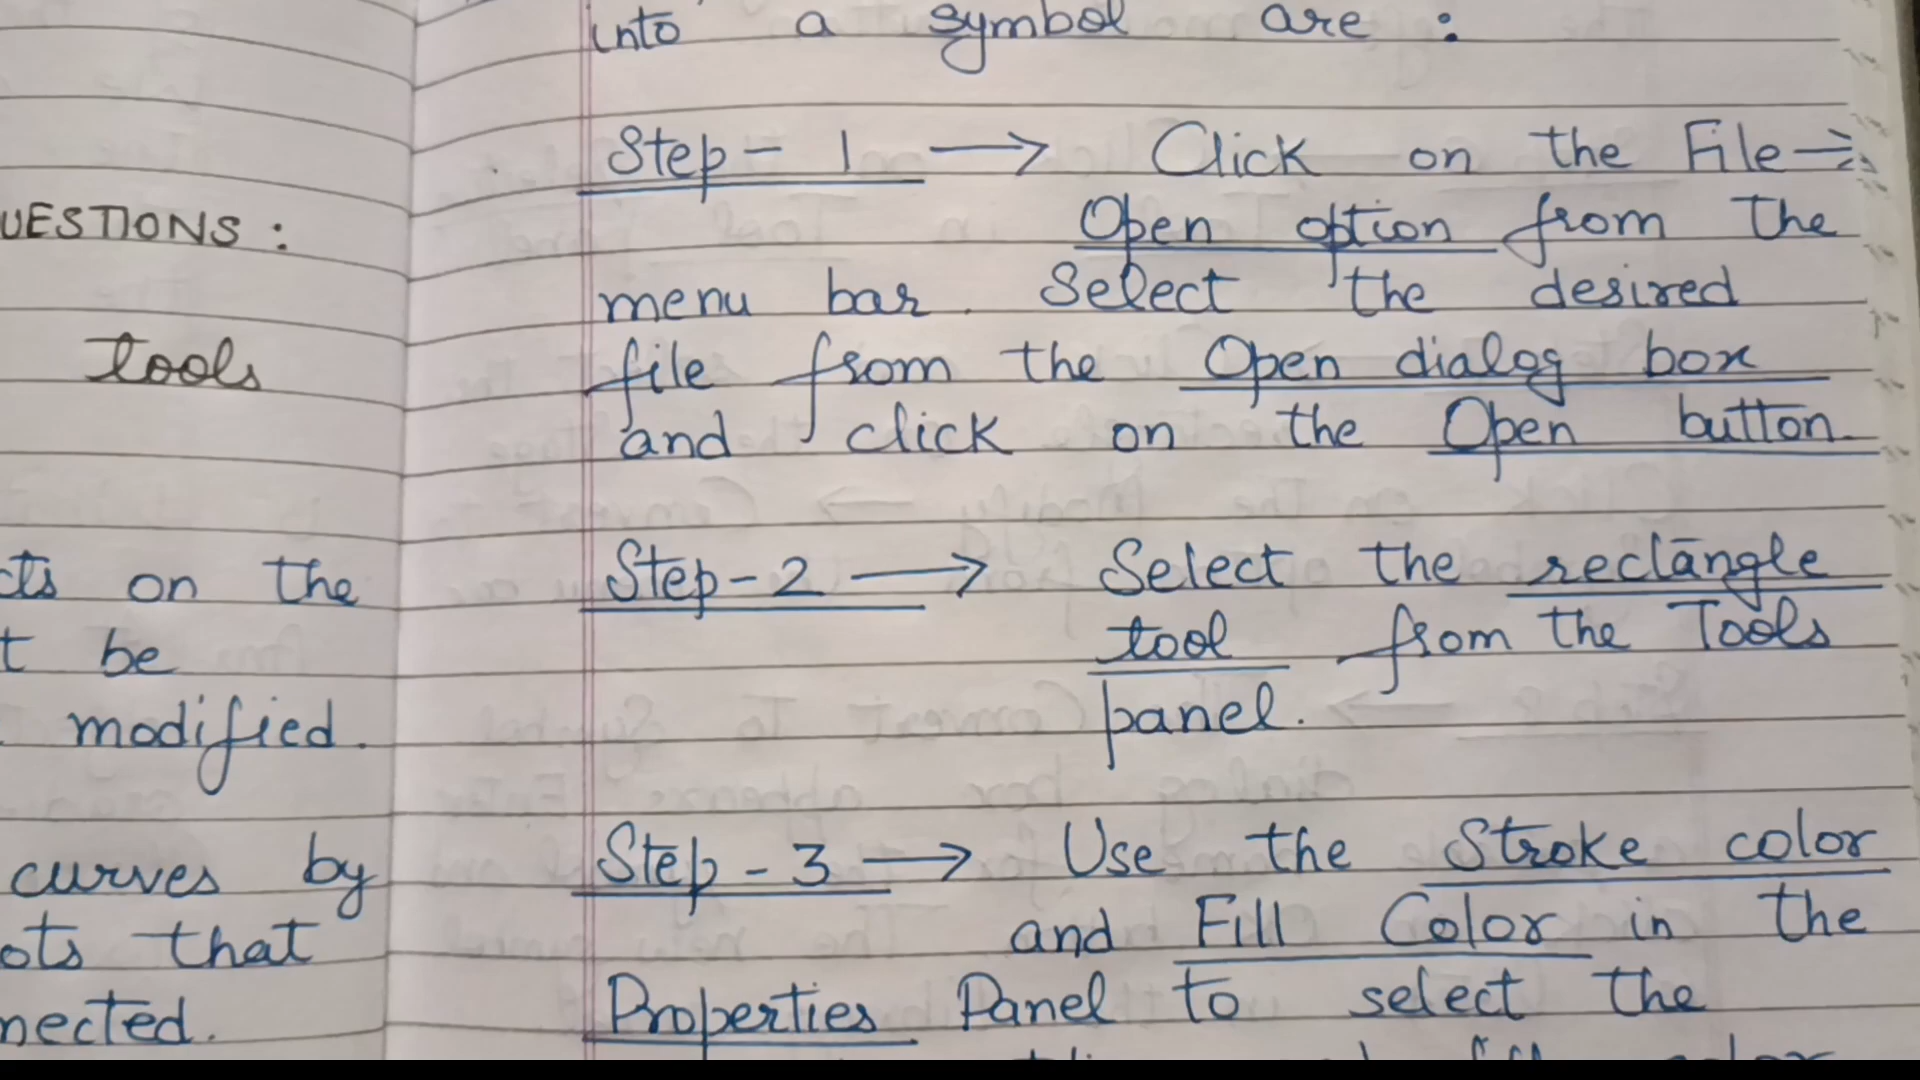 UESTIONS :
tools
cts on the
t be
modified.
curves by
ots that
nected.
into a symbol are :
Step - 1 → Click on the File →
Open option from the
menu bar. Select the desired
file from the Open dialog box
and click on the Open button.
Step - 2 → Select the rectangle
tool from the Tools
panel.
Step - 3 → Use the Stroke color
and Fill Color in the
Properties Panel to select the